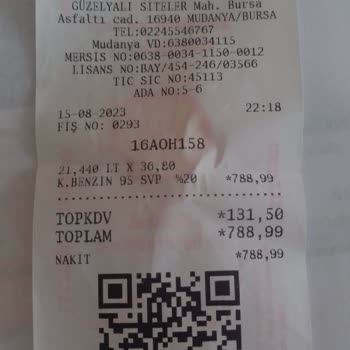 GÜZELYALI SİTELER Mah. Bursa
Asfaltı cad. 16940 MUDANYA/BURSA
TEL:02245546767
Mudanya VD:6380034115
MERSIS NO:0638-0034-1150-0012
LISANS NO:BAY/454-246/03566
TIC SIC NO:45113
ADA NO:5-6
15-08-2023 22:18
FİŞ NO: 0293
16AOH158
21,440 LT X 36,80
K.BENZIN 95 SVP %20 *788,99
TOPKDV *131,50
TOPLAM *788,99
NAKIT *788,99